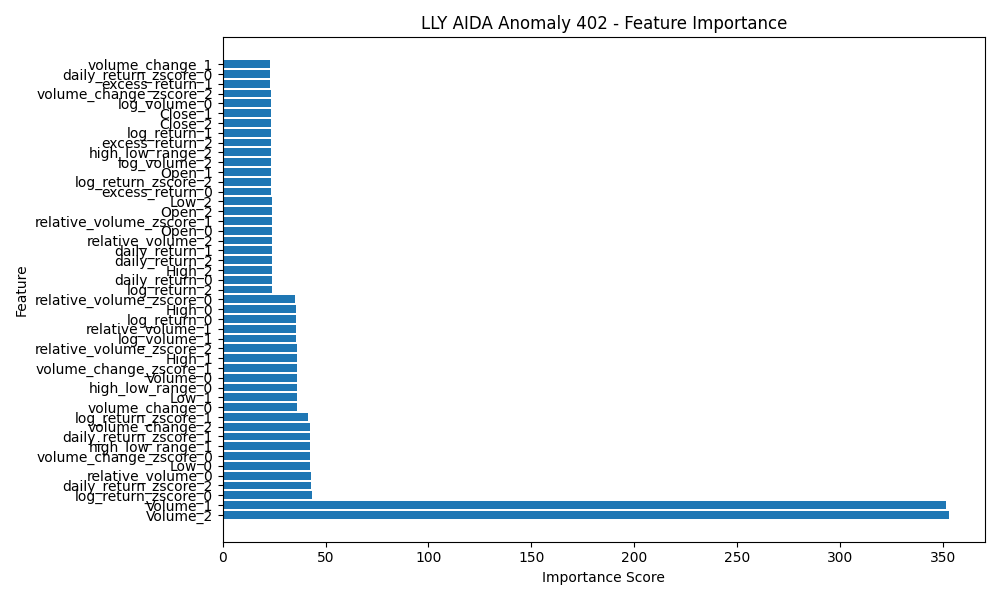 LLY AIDA Anomaly 402 - Feature Importance
volume_change_1
daily_return_zscore_0
excess_return_1
volume_change_zscore_2
log_volume_0
Close_1
Close_2
log_return_1
excess_return_2
high_low_range_2
log_volume_2
Open_1
log_return_zscore_2
excess_return_0
Low_2
Open_2
relative_volume_zscore_1
Open_0
relative_volume_2
daily_return_1
daily_return_2
High_2
daily_return_0
log_return_2
relative_volume_zscore_0
High_0
log_return_0
relative_volume_1
log_volume_1
relative_volume_zscore_2
High_1
volume_change_zscore_1
Volume_0
high_low_range_0
Low_1
volume_change_0
log_return_zscore_1
volume_change_2
daily_return_zscore_1
high_low_range_1
volume_change_zscore_0
Low_0
relative_volume_0
daily_return_zscore_2
log_return_zscore_0
Volume_1
Volume_2
Feature
0 50 100 150 200 250 300 350
Importance Score